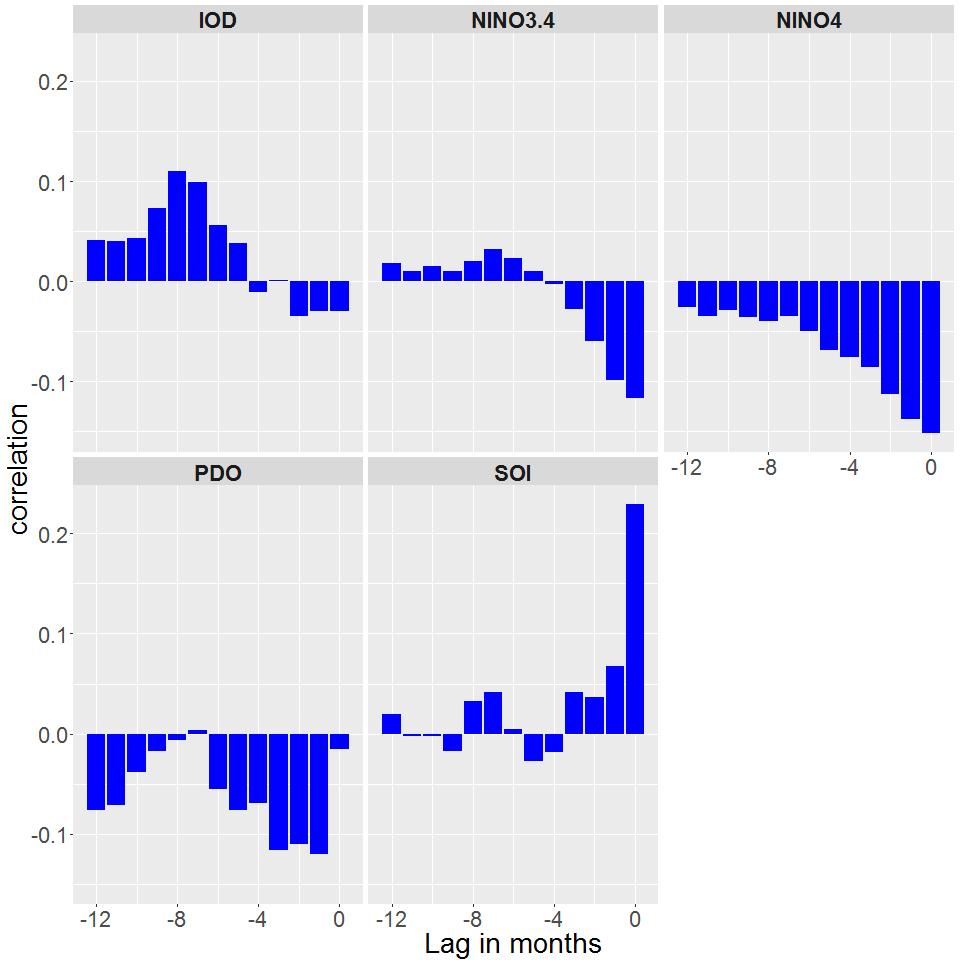 IOD NINO3.4 NINO4
0.2
0.1
0.0
-0.1
-12 -8 -4 0
correlation
PDO SOI
0.2
0.1
0.0
-0.1
-12 -8 -4 0 -12 -8 -4 0
Lag in months